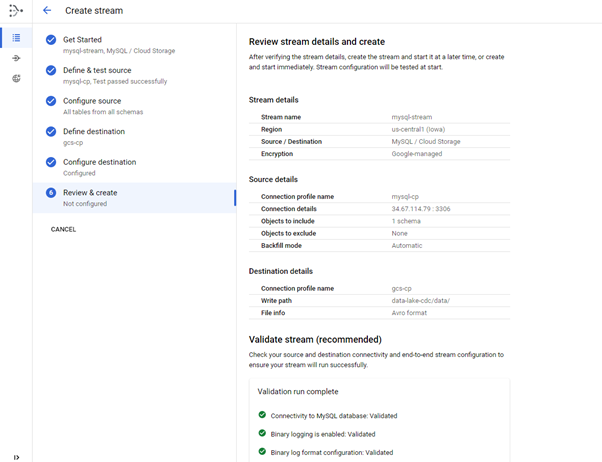 Create stream
Get Started
mysql-stream, MySQL / Cloud Storage
Define & test source
mysql-cp, Test passed successfully
Configure source
All tables from all schemas
Define destination
gcs-cp
Configure destination
Configured
6
Review & create
Not configured
CANCEL
Review stream details and create
After verifying the stream details, create the stream and start it at a later time, or create
and start immediately. Stream configuration will be tested at start.
Stream details
Stream name mysql-stream
Region us-central1 (Iowa)
Source / Destination MySQL / Cloud Storage
Encryption Google-managed
Source details
Connection profile name mysql-cp
Connection details 34.67.114.79 : 3306
Objects to include 1 schema
Objects to exclude None
Backfill mode Automatic
Destination details
Connection profile name gcs-cp
Write path data-lake-cdc/data/
File info Avro format
Validate stream (recommended)
Check your source and destination connectivity and end-to-end stream configuration to
ensure your stream will run successfully.
Validation run complete
Connectivity to MySQL database: Validated
Binary logging is enabled: Validated
Binary log format configuration: Validated